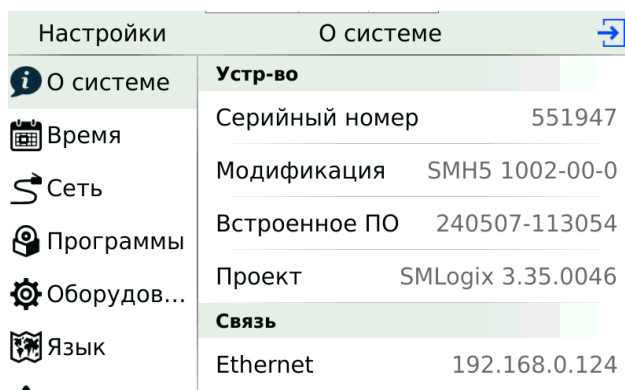 Настройки
О системе
О системе
Время
Сеть
Программы
Оборудов...
Язык
Устр-во
Серийный номер 551947
Модификация SMH5 1002-00-0
Встроенное ПО 240507-113054
Проект SMLogix 3.35.0046
Связь
Ethernet 192.168.0.124